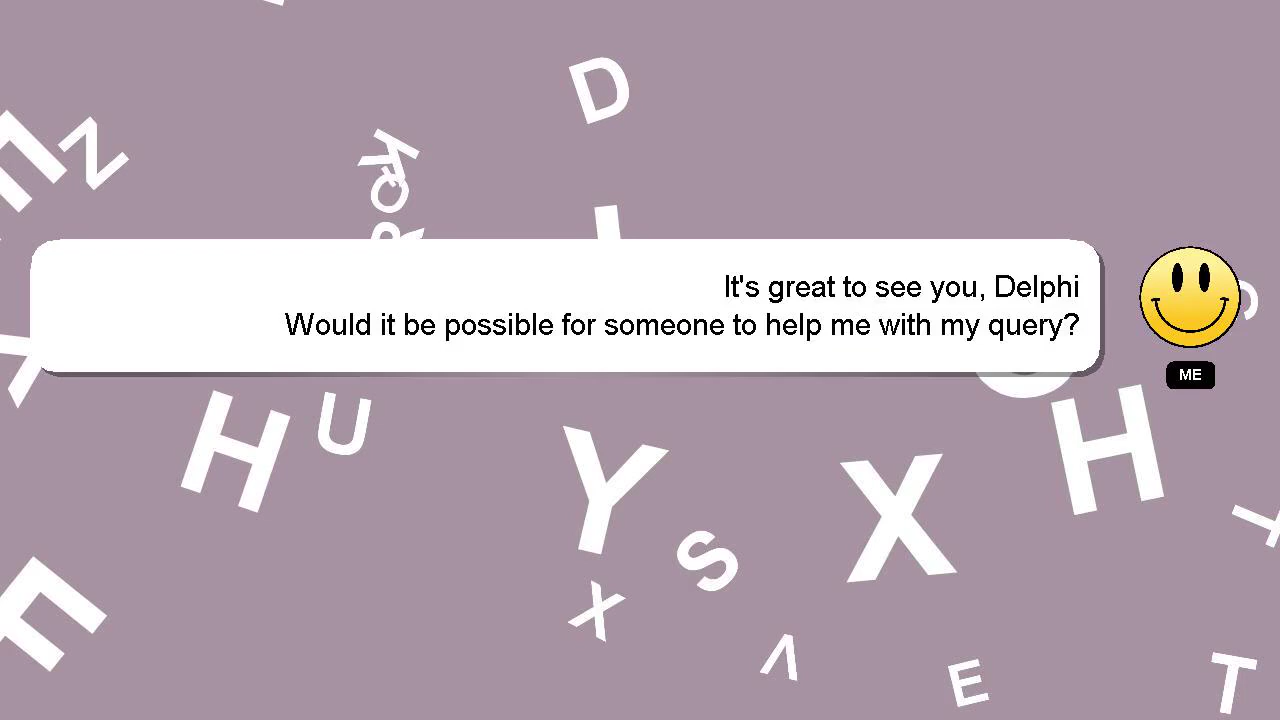 It's great to see you, Delphi
Would it be possible for someone to help me with my query?
ME
D
Z
K
H
U
Y
X
H
S
X
V
E
T